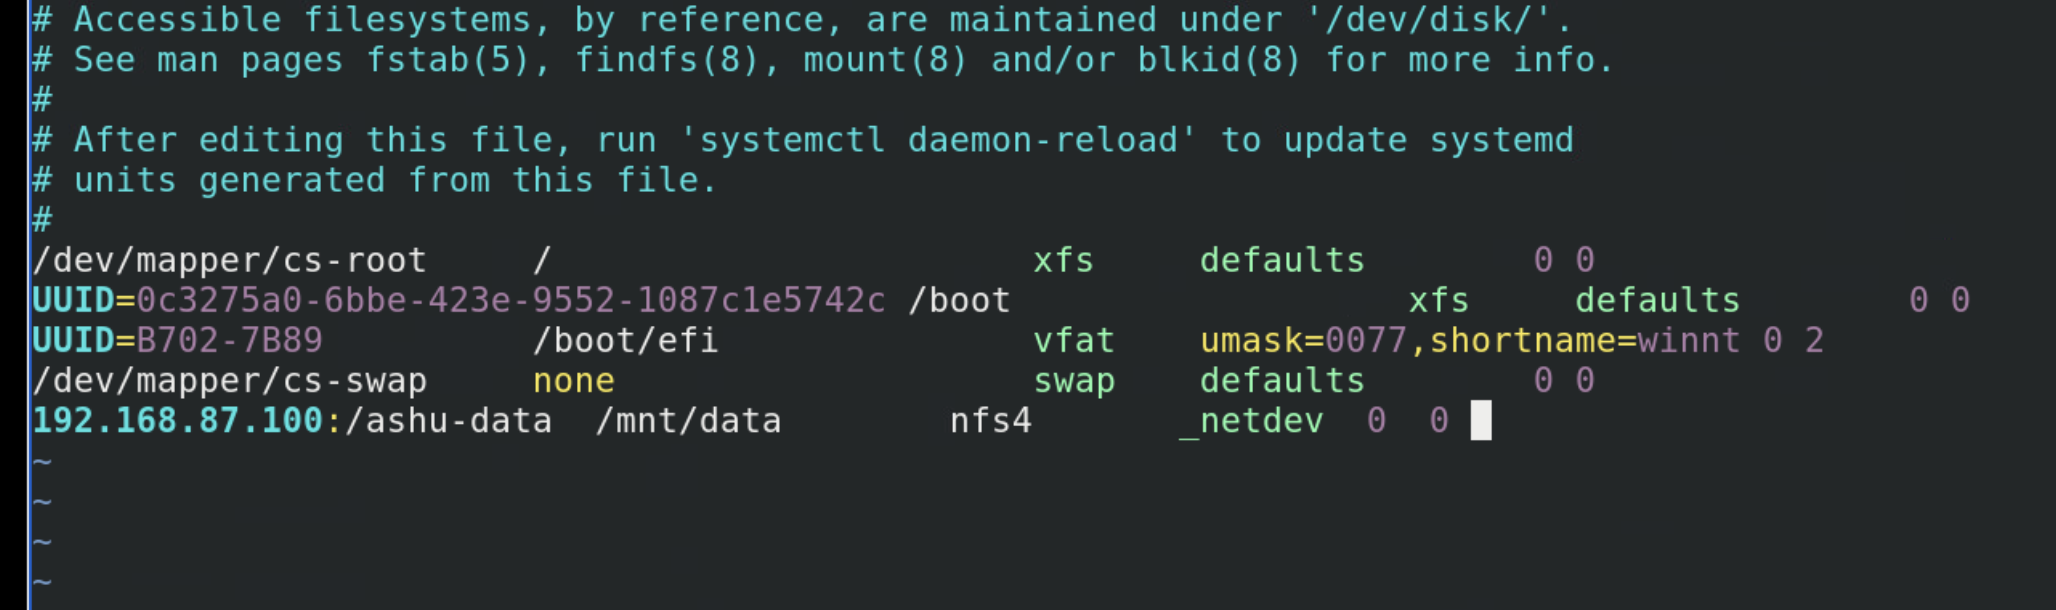 # Accessible filesystems, by reference, are maintained under '/dev/disk/'.
# See man pages fstab(5), findfs(8), mount(8) and/or blkid(8) for more info.
#
# After editing this file, run 'systemctl daemon-reload' to update systemd
# units generated from this file.
#
/dev/mapper/cs-root     /                       xfs     defaults        0 0
UUID=0c3275a0-6bbe-423e-9552-1087c1e5742c /boot                   xfs     defaults        0 0
UUID=B702-7B89          /boot/efi               vfat    umask=0077,shortname=winnt 0 2
/dev/mapper/cs-swap     none                    swap    defaults        0 0
192.168.87.100:/ashu-data  /mnt/data        nfs4       _netdev  0  0
~
~
~
~